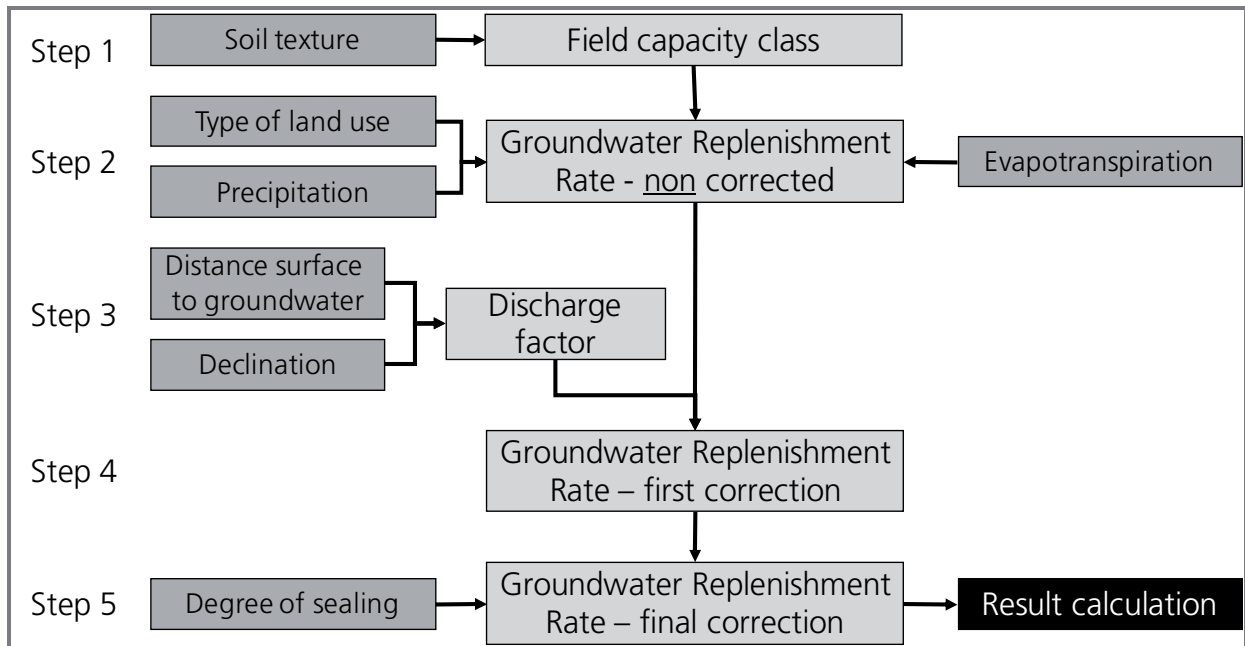 Step 1
Soil texture
Field capacity class
Step 2
Type of land use
Precipitation
Groundwater Replenishment
Rate - non corrected
Evapotranspiration
Step 3
Distance surface
to groundwater
Declination
Discharge
factor
Step 4
Groundwater Replenishment
Rate – first correction
Step 5
Degree of sealing
Groundwater Replenishment
Rate – final correction
Result calculation